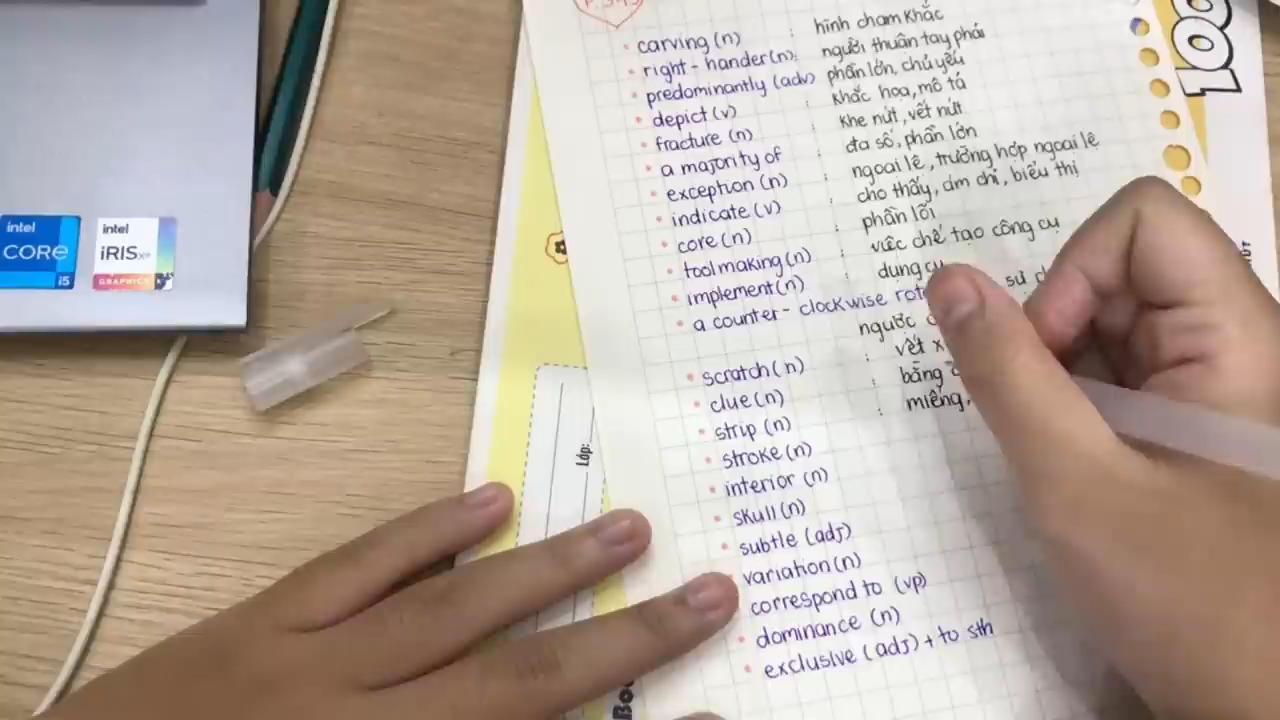 intel
CORE
i5
intel
iRIS Xe
GRAPHICS
100
carving (n) : hình chạm khắc
right-hander (n): người thuận tay phải
predominantly (adv) phần lớn, chủ yếu
depict (v) : khắc họa, mô tả
fracture (n) : khe nứt, vết nứt
a majority of : đa số, phần lớn
exception (n) : ngoại lệ, trường hợp ngoại lệ
indicate (v) : cho thấy, ám chỉ, biểu thị
core (n) : phần lõi
toolmaking (n) : việc chế tạo công cụ
implement (n) : dụng cụ
a counter-clockwise
ngược
scratch (n) : vết
clue (n) : bằng
strip (n) : miếng,
stroke (n)
interior (n)
skull (n)
subtle (adj)
variation (n)
correspond to (vp)
dominance (n)
exclusive (adj) + to sth
Lớp: